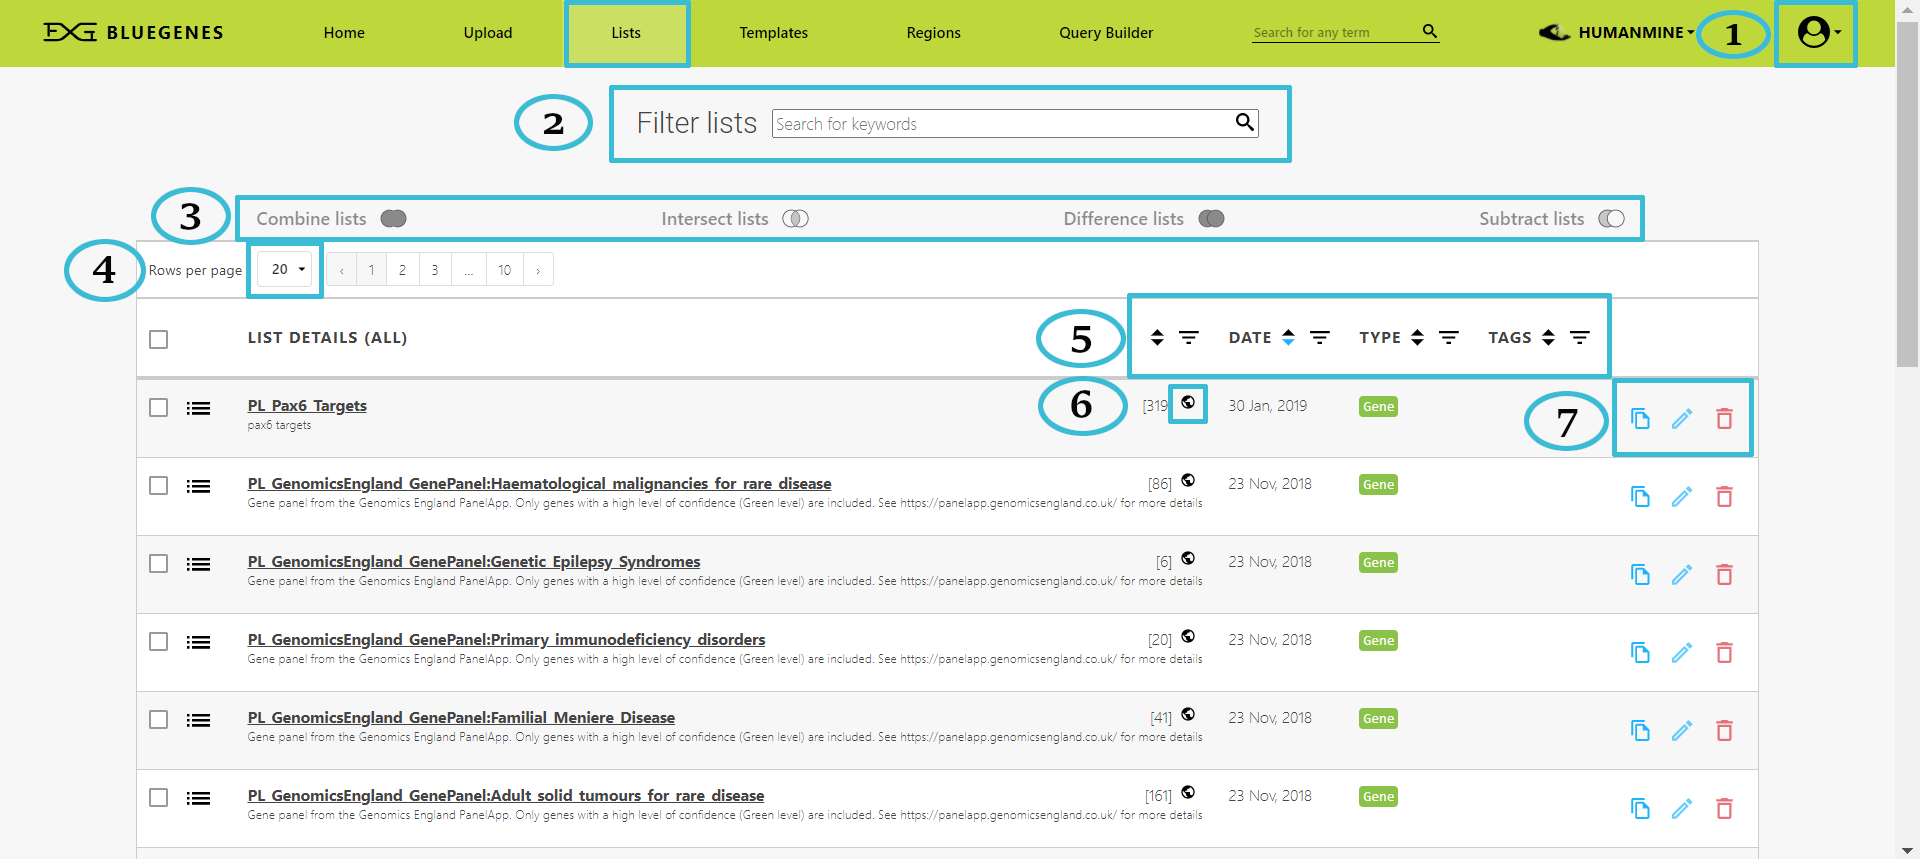 BLUEGENES Home Upload Lists Templates Regions Query Builder Search for any term HUMANMINE 1
2 Filter lists Search for keywords
3 Combine lists Intersect lists Difference lists Subtract lists
4 Rows per page 20 ‹ 1 2 3 ... 10 ›
LIST DETAILS (ALL) 5 DATE TYPE TAGS
PL_Pax6_Targets 6 [319] 30 Jan, 2019 Gene 7
pax6 targets
PL_GenomicsEngland_GenePanel:Haematological_malignancies_for_rare_disease [86] 23 Nov, 2018 Gene
Gene panel from the Genomics England PanelApp. Only genes with a high level of confidence (Green level) are included. See https://panelapp.genomicsengland.co.uk/ for more details
PL_GenomicsEngland_GenePanel:Genetic_Epilepsy_Syndromes [6] 23 Nov, 2018 Gene
Gene panel from the Genomics England PanelApp. Only genes with a high level of confidence (Green level) are included. See https://panelapp.genomicsengland.co.uk/ for more details
PL_GenomicsEngland_GenePanel:Primary_immunodeficiency_disorders [20] 23 Nov, 2018 Gene
Gene panel from the Genomics England PanelApp. Only genes with a high level of confidence (Green level) are included. See https://panelapp.genomicsengland.co.uk/ for more details
PL_GenomicsEngland_GenePanel:Familial_Meniere_Disease [41] 23 Nov, 2018 Gene
Gene panel from the Genomics England PanelApp. Only genes with a high level of confidence (Green level) are included. See https://panelapp.genomicsengland.co.uk/ for more details
PL_GenomicsEngland_GenePanel:Adult_solid_tumours_for_rare_disease [161] 23 Nov, 2018 Gene
Gene panel from the Genomics England PanelApp. Only genes with a high level of confidence (Green level) are included. See https://panelapp.genomicsengland.co.uk/ for more details